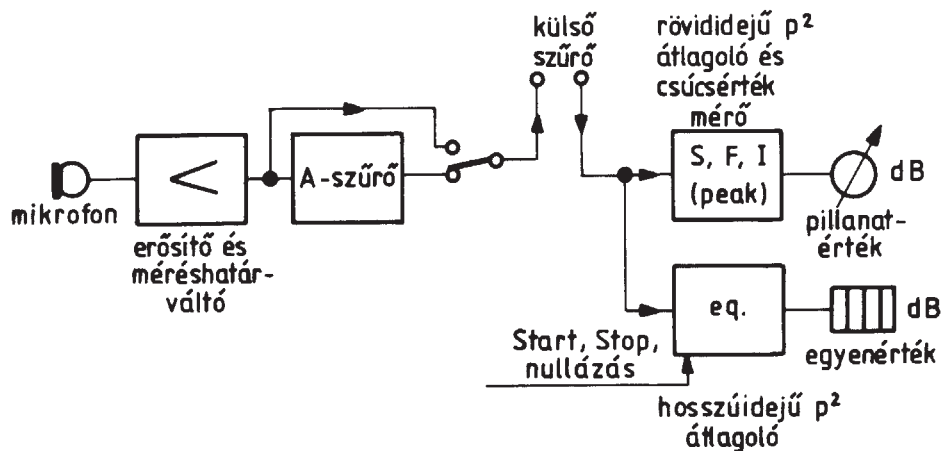 mikrofon
<
erősítő és
méréshatár-
váltó
A-szűrő
külső
szűrő
rövididejű p²
átlagoló és
csúcsérték
mérő
S, F, I
(peak)
dB
pillanat-
érték
eq.
dB
egyenérték
Start, Stop,
nullázás
hosszúidejű p²
átlagoló